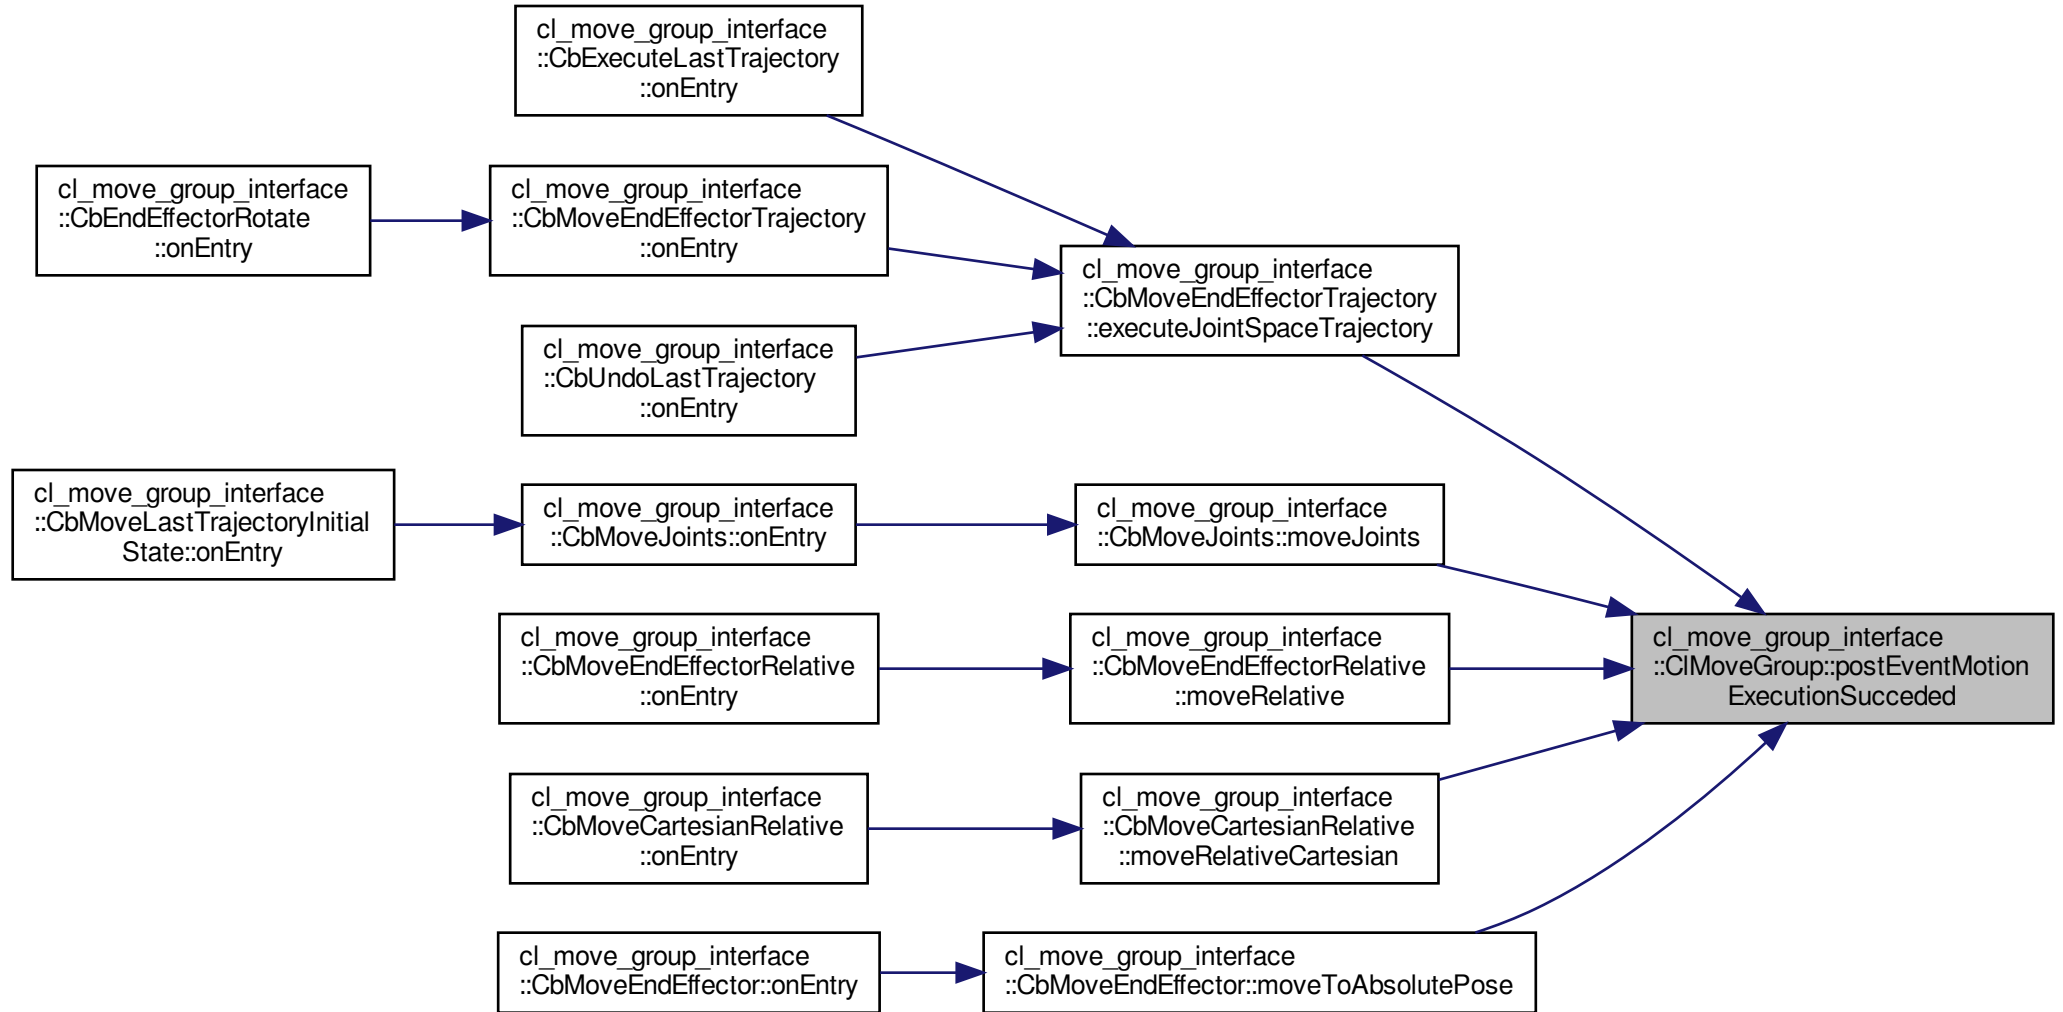 cl_move_group_interface
::CbExecuteLastTrajectory
::onEntry
cl_move_group_interface
::CbEndEffectorRotate
::onEntry
cl_move_group_interface
::CbMoveEndEffectorTrajectory
::onEntry
cl_move_group_interface
::CbMoveEndEffectorTrajectory
::executeJointSpaceTrajectory
cl_move_group_interface
::CbUndoLastTrajectory
::onEntry
cl_move_group_interface
::CbMoveLastTrajectoryInitial
State::onEntry
cl_move_group_interface
::CbMoveJoints::onEntry
cl_move_group_interface
::CbMoveJoints::moveJoints
cl_move_group_interface
::CbMoveEndEffectorRelative
::onEntry
cl_move_group_interface
::CbMoveEndEffectorRelative
::moveRelative
cl_move_group_interface
::ClMoveGroup::postEventMotion
ExecutionSucceded
cl_move_group_interface
::CbMoveCartesianRelative
::onEntry
cl_move_group_interface
::CbMoveCartesianRelative
::moveRelativeCartesian
cl_move_group_interface
::CbMoveEndEffector::onEntry
cl_move_group_interface
::CbMoveEndEffector::moveToAbsolutePose